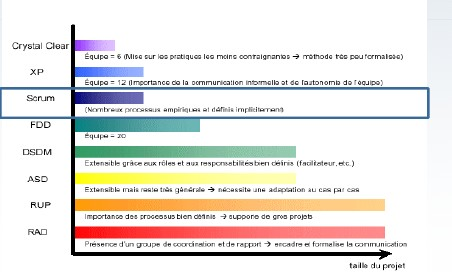 Crystal Clear
Équipe = 6 (Mise sur les pratiques les moins contraignantes → méthode très peu formalisée)
XP
Équipe = 12 (Importance de la communication informelle et de l'autonomie de l'équipe)
Scrum
(Nombreux processus empiriques et définis implicitement)
FDD
Équipe = 20
DSDM
Extensible grâce aux rôles et aux responsabilités bien définis (facilitateur, etc.)
ASD
Extensible mais reste très générale → nécessite une adaptation au cas par cas
RUP
Importance des processus bien définis → supporte de gros projets
RAD
Présence d'un groupe de coordination et de rapport → encadre et formalise la communication
taille du projet